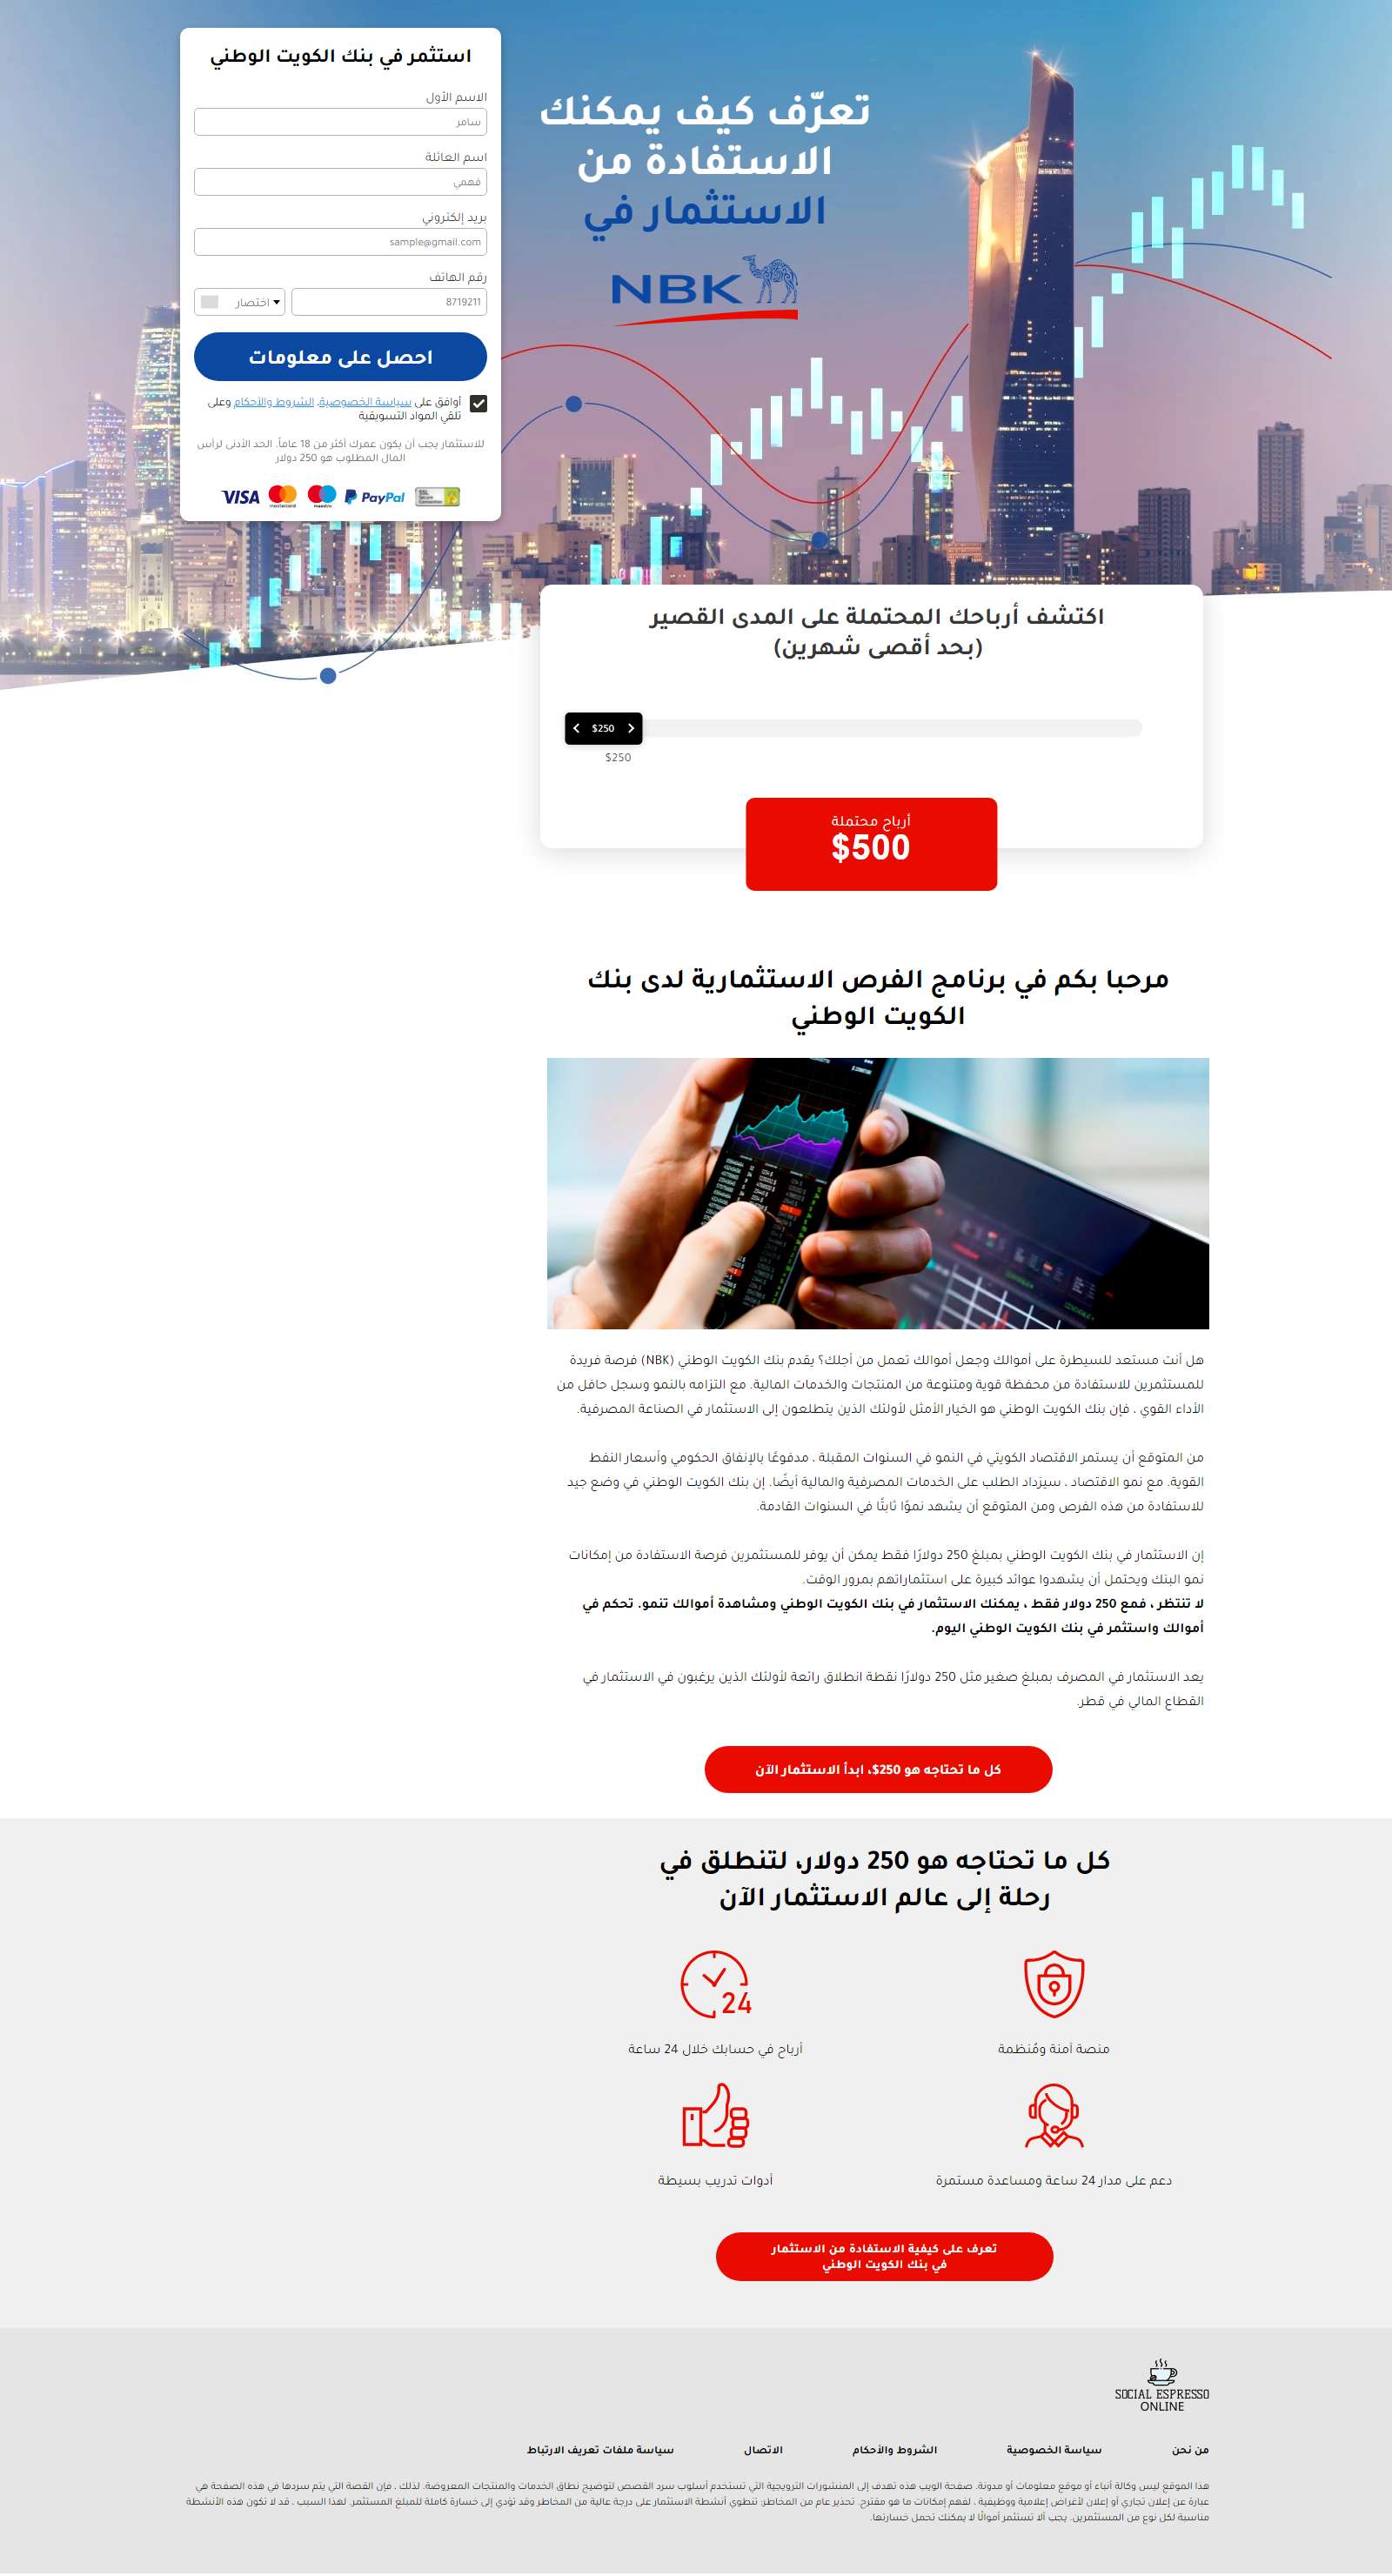 استثمر في بنك الكويت الوطني
الاسم الأول
سامر
اسم العائلة
فهمي
بريد إلكتروني
sample@gmail.com
رقم الهاتف
8719211
اختصار
احصل على معلومات
أوافق على سياسة الخصوصية، الشروط والأحكام وعلى
تلقي المواد التسويقية
للاستثمار يجب أن يكون عمرك أكثر من 18 عاماً. الحد الأدنى لرأس
المال المطلوب هو 250 دولار
VISA mastercard maestro PayPal SSL Secure Connection
تعرّف كيف يمكنك
الاستفادة من
الاستثمار في
NBK
اكتشف أرباحك المحتملة على المدى القصير
(بحد أقصى شهرين)
$250
$250
أرباح محتملة
$500
مرحبا بكم في برنامج الفرص الاستثمارية لدى بنك
الكويت الوطني
هل أنت مستعد للسيطرة على أموالك وجعل أموالك تعمل من أجلك؟ يقدم بنك الكويت الوطني (NBK) فرصة فريدة
للمستثمرين للاستفادة من محفظة قوية ومتنوعة من المنتجات والخدمات المالية. مع التزامه بالنمو وسجل حافل من
الأداء القوي ، فإن بنك الكويت الوطني هو الخيار الأمثل لأولئك الذين يتطلعون إلى الاستثمار في الصناعة المصرفية.
من المتوقع أن يستمر الاقتصاد الكويتي في النمو في السنوات المقبلة ، مدفوعًا بالإنفاق الحكومي وأسعار النفط
القوية. مع نمو الاقتصاد ، سيزداد الطلب على الخدمات المصرفية والمالية أيضًا. إن بنك الكويت الوطني في وضع جيد
للاستفادة من هذه الفرص ومن المتوقع أن يشهد نموًا ثابتًا في السنوات القادمة.
إن الاستثمار في بنك الكويت الوطني بمبلغ 250 دولارًا فقط يمكن أن يوفر للمستثمرين فرصة الاستفادة من إمكانات
نمو البنك ويحتمل أن يشهدوا عوائد كبيرة على استثماراتهم بمرور الوقت.
لا تنتظر ، فمع 250 دولار فقط ، يمكنك الاستثمار في بنك الكويت الوطني ومشاهدة أموالك تنمو. تحكم في
أموالك واستثمر في بنك الكويت الوطني اليوم.
يعد الاستثمار في المصرف بمبلغ صغير مثل 250 دولارًا نقطة انطلاق رائعة لأولئك الذين يرغبون في الاستثمار في
القطاع المالي في قطر.
كل ما تحتاجه هو 250$، ابدأ الاستثمار الآن
كل ما تحتاجه هو 250 دولار، لتنطلق في
رحلة إلى عالم الاستثمار الآن
24
منصة آمنة ومُنظمة
أرباح في حسابك خلال 24 ساعة
دعم على مدار 24 ساعة ومساعدة مستمرة
أدوات تدريب بسيطة
تعرف على كيفية الاستفادة من الاستثمار
في بنك الكويت الوطني
SOCIAL ESPRESSO
ONLINE
من نحن
سياسة الخصوصية
الشروط والأحكام
الاتصال
سياسة ملفات تعريف الارتباط
هذا الموقع ليس وكالة أنباء أو موقع معلومات أو مدونة. صفحة الويب هذه تهدف إلى المنشورات الترويجية التي تستخدم أسلوب سرد القصص لتوضيح نطاق الخدمات والمنتجات المعروضة. لذلك ، فإن القصة التي يتم سردها في هذه الصفحة هي
عبارة عن إعلان تجاري أو إعلان لأغراض إعلامية ووظيفية ، لفهم إمكانات ما هو مقترح. تحذير عام من المخاطر: تنطوي أنشطة الاستثمار على درجة عالية من المخاطر وقد تؤدي إلى خسارة كاملة للمبلغ المستثمر. لهذا السبب ، قد لا تكون هذه الأنشطة
مناسبة لكل نوع من المستثمرين. يجب ألا تستثمر أموالًا لا يمكنك تحمل خسارتها.